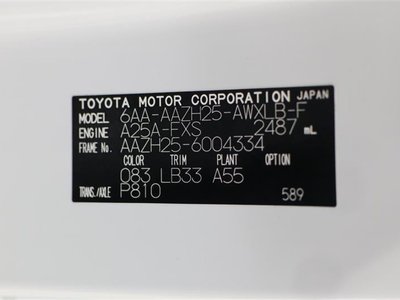 TOYOTA MOTOR CORPORATION JAPAN
MODEL 6AA-AAZH25-AWXLB-F
ENGINE A25A-FXS 2487 mL
FRAME No. AAZH25-6004334
COLOR TRIM PLANT OPTION
083 LB33 A55
TRANS./AXLE P810
589